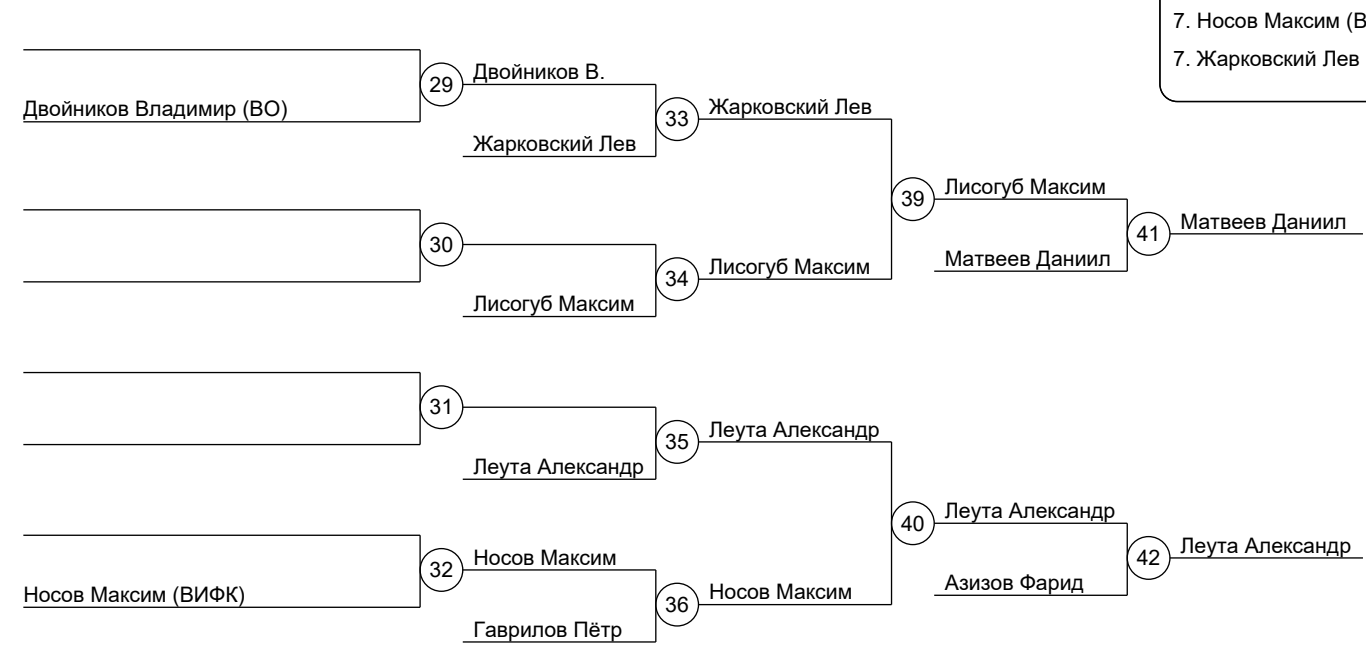 7. Носов Максим (В
7. Жарковский Лев
29
Двойников В.
Двойников Владимир (ВО)
33
Жарковский Лев
Жарковский Лев
39
Лисогуб Максим
30
34
Лисогуб Максим
Лисогуб Максим
41
Матвеев Даниил
Матвеев Даниил
31
35
Леута Александр
Леута Александр
40
Леута Александр
32
Носов Максим
Носов Максим (ВИФК)
36
Носов Максим
Гаврилов Пётр
42
Леута Александр
Азизов Фарид